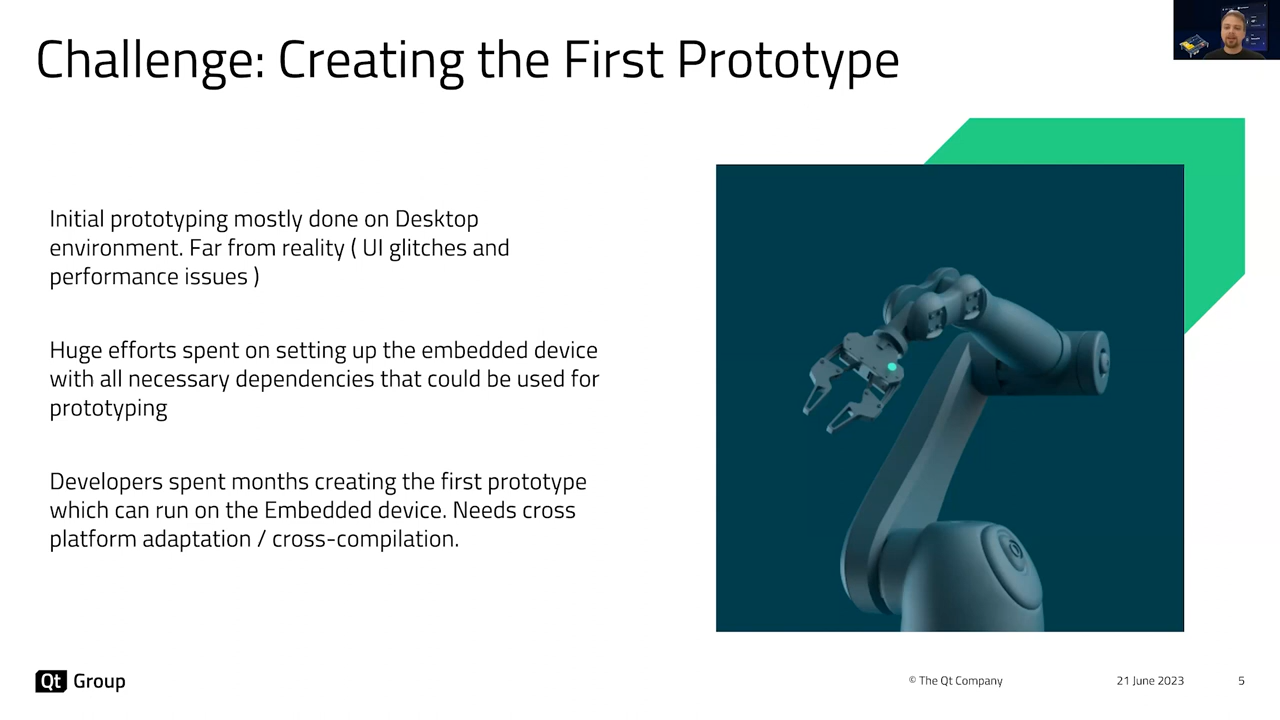 Challenge: Creating the First Prototype
Initial prototyping mostly done on Desktop
environment. Far from reality ( UI glitches and
performance issues )
Huge efforts spent on setting up the embedded device
with all necessary dependencies that could be used for
prototyping
Developers spent months creating the first prototype
which can run on the Embedded device. Needs cross
platform adaptation / cross-compilation.
Qt Group
© The Qt Company
21 June 2023
5